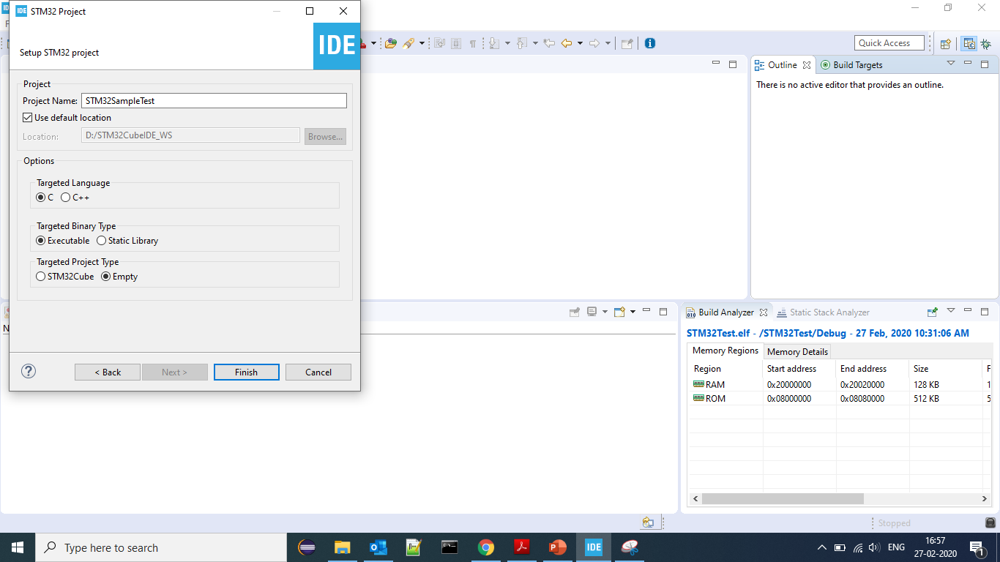 IDE STM32 Project
Setup STM32 project
IDE
Project
Project Name: STM32SampleTest
Use default location
Location: D:/STM32CubeIDE_WS Browse...
Options
Targeted Language
C C++
Targeted Binary Type
Executable Static Library
Targeted Project Type
STM32Cube Empty
< Back Next > Finish Cancel
Quick Access
Outline Build Targets
There is no active editor that provides an outline.
Build Analyzer Static Stack Analyzer
STM32Test.elf - /STM32Test/Debug - 27 Feb, 2020 10:31:06 AM
Memory Regions Memory Details
Region Start address End address Size F
RAM 0x20000000 0x20020000 128 KB 1
ROM 0x08000000 0x08080000 512 KB 5
Stopped
Type here to search
IDE
ENG
16:57
27-02-2020
1